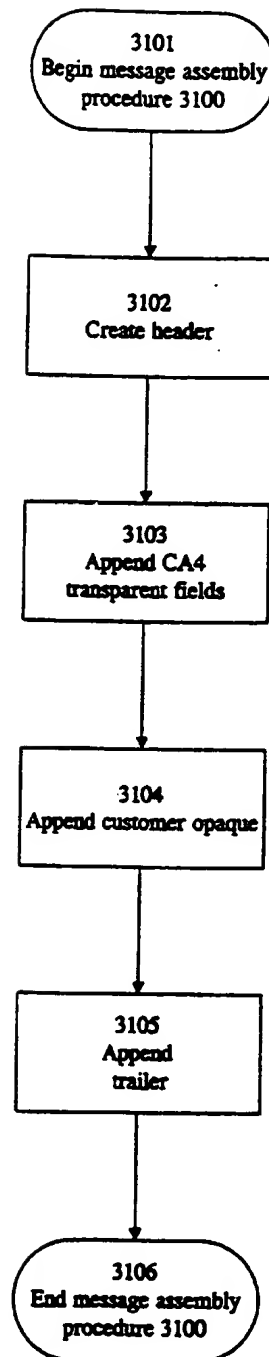 3101
Begin message assembly
procedure 3100
3102
Create header
3103
Append CA4
transparent fields
3104
Append customer opaque
3105
Append
trailer
3106
End message assembly
procedure 3100